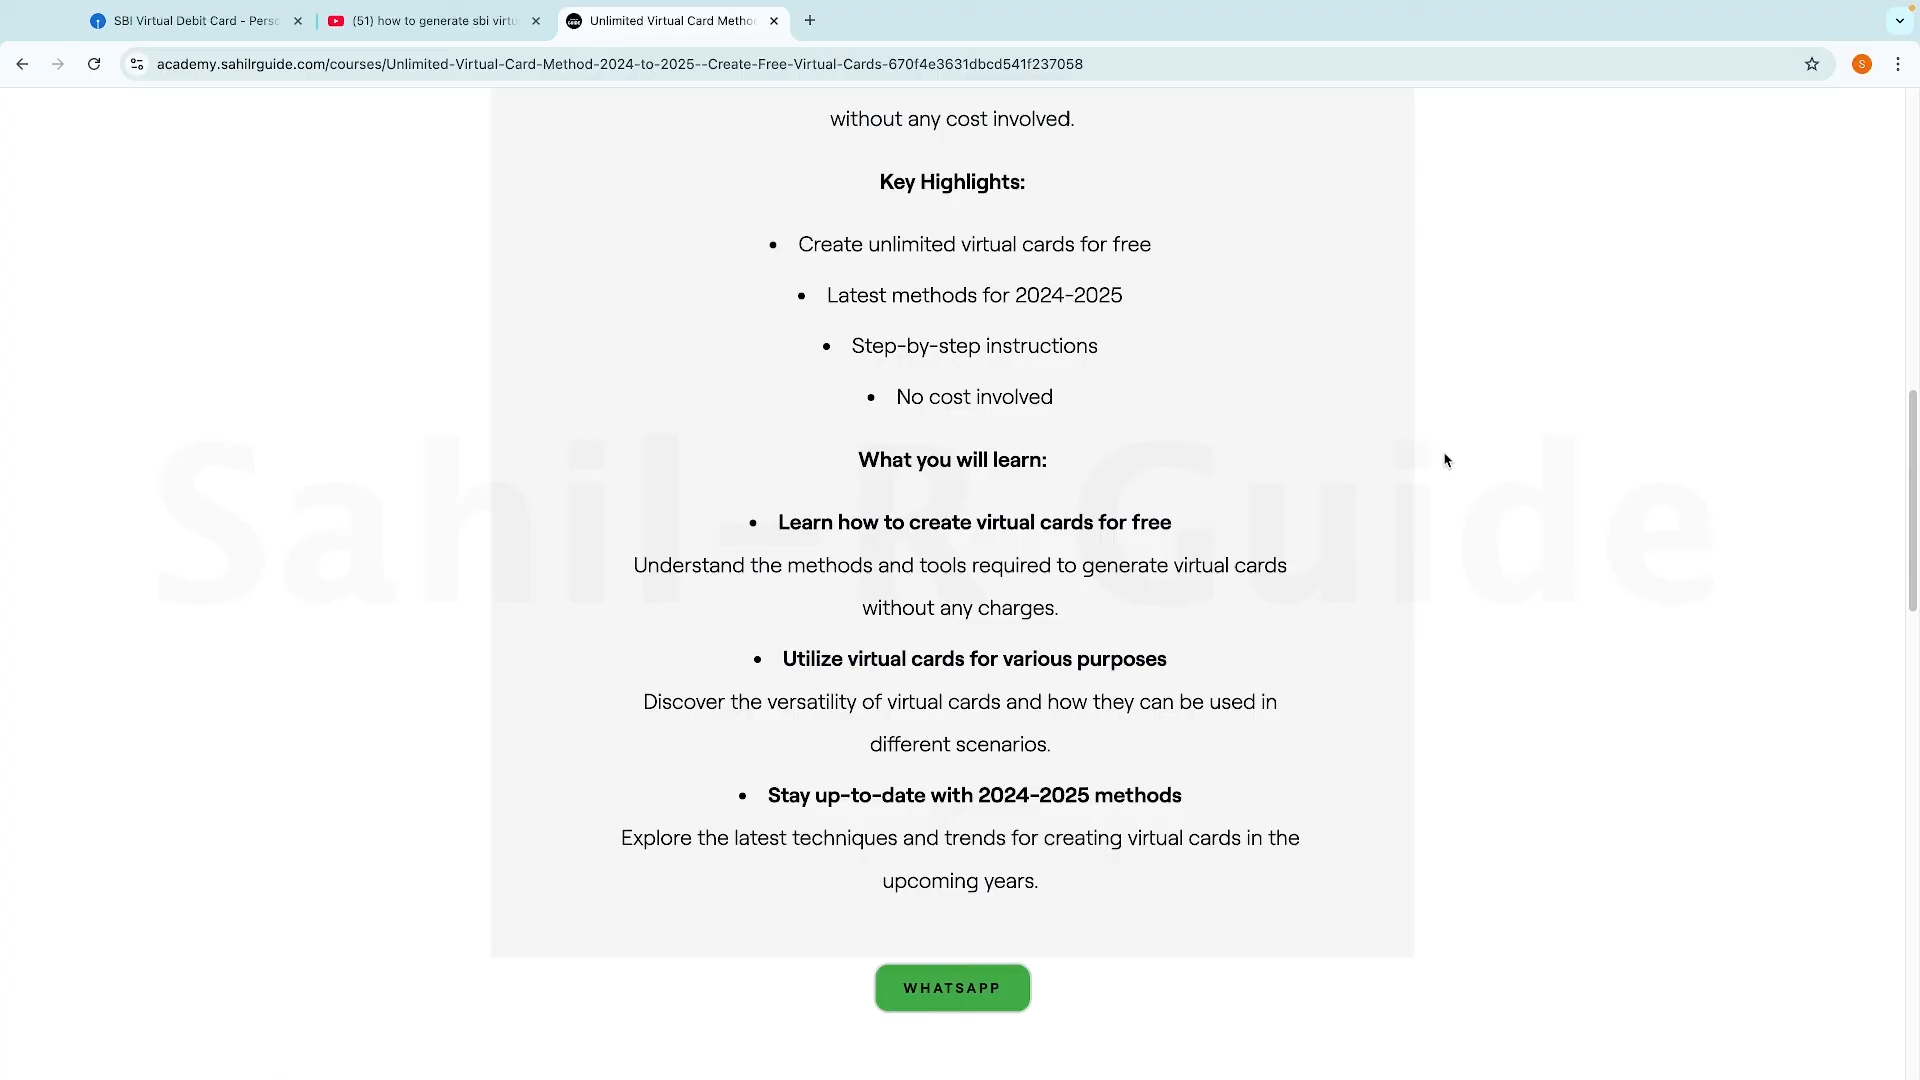 SBI Virtual Debit Card - Perso
(51) how to generate sbi virtu
Unlimited Virtual Card Metho
academy.sahilrguide.com/courses/Unlimited-Virtual-Card-Method-2024-to-2025--Create-Free-Virtual-Cards-670f4e3631dbcd541f237058
S
without any cost involved.
Key Highlights:
• Create unlimited virtual cards for free
• Latest methods for 2024-2025
• Step-by-step instructions
• No cost involved
What you will learn:
Sahil-R-Guide
• Learn how to create virtual cards for free
Understand the methods and tools required to generate virtual cards
without any charges.
• Utilize virtual cards for various purposes
Discover the versatility of virtual cards and how they can be used in
different scenarios.
• Stay up-to-date with 2024-2025 methods
Explore the latest techniques and trends for creating virtual cards in the
upcoming years.
WHATSAPP